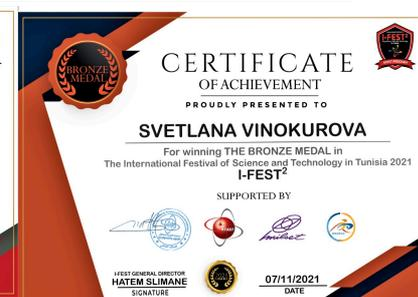 I-FEST²
BRONZE
MEDAL
CERTIFICATE
OF ACHIEVEMENT
PROUDLY PRESENTED TO
SVETLANA VINOKUROVA
For winning THE BRONZE MEDAL in
The International Festival of Science and Technology in Tunisia 2021
I-FEST²
SUPPORTED BY
milset
I-FEST GENERAL DIRECTOR
HATEM SLIMANE
SIGNATURE
07/11/2021
DATE